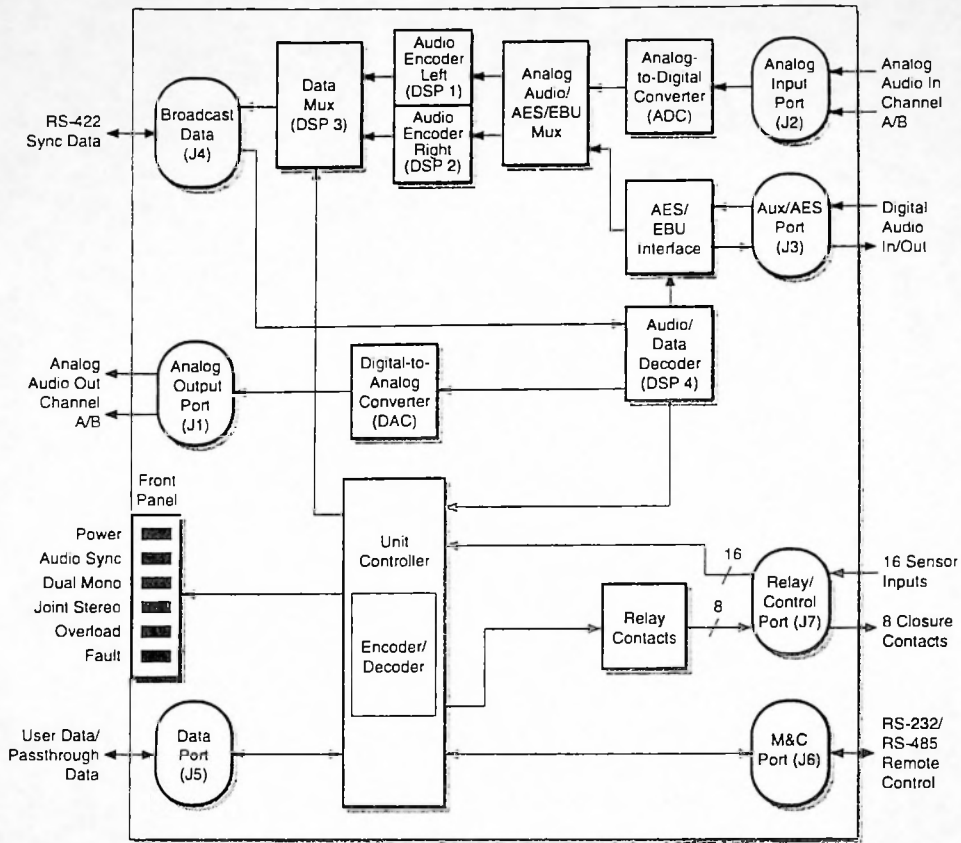 RS-422
Sync Data
Broadcast
Data
(J4)
Data
Mux
(DSP 3)
Audio
Encoder
Left
(DSP 1)
Audio
Encoder
Right
(DSP 2)
Analog
Audio/
AES/EBU
Mux
Analog-
to-Digital
Converter
(ADC)
Analog
Input
Port
(J2)
Analog
Audio In
Channel
A/B
AES/
EBU
Interface
Aux/AES
Port
(J3)
Digital
Audio
In/Out
Analog
Audio Out
Channel
A/B
Analog
Output
Port
(J1)
Digital-to-
Analog
Converter
(DAC)
Audio/
Data
Decoder
(DSP 4)
Front
Panel
Power
Audio Sync
Dual Mono
Joint Stereo
Overload
Fault
Unit
Controller
Encoder/
Decoder
Relay
Contacts
16
8
Relay/
Control
Port (J7)
16 Sensor
Inputs
8 Closure
Contacts
User Data/
Passthrough
Data
Data
Port
(J5)
M&C
Port (J6)
RS-232/
RS-485
Remote
Control